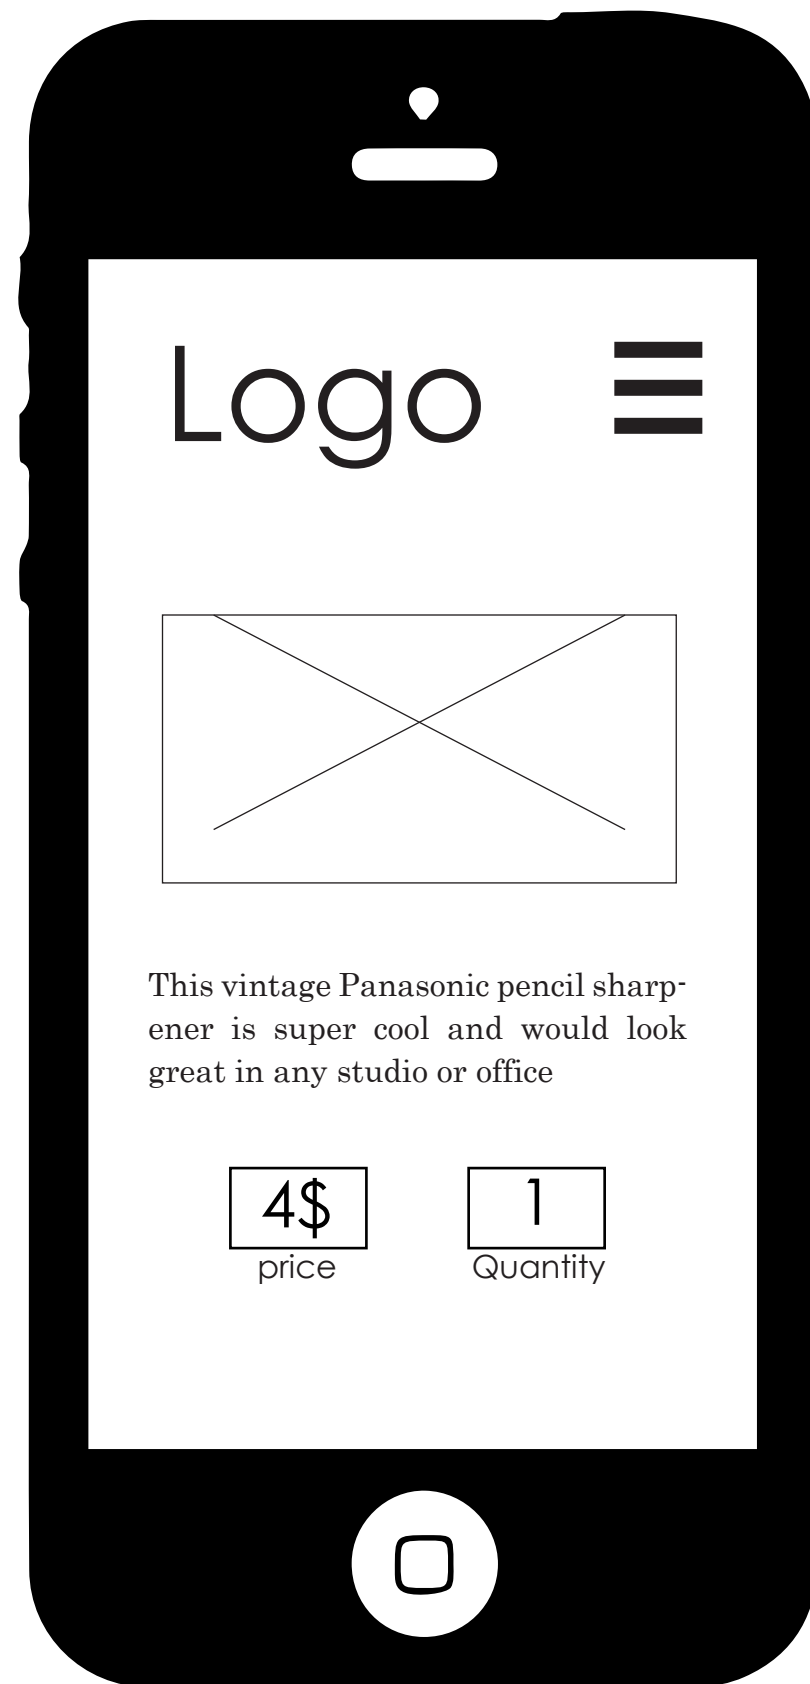 Logo
This vintage Panasonic pencil sharp-
ener is super cool and would look
great in any studio or office
4$ 1
price Quantity